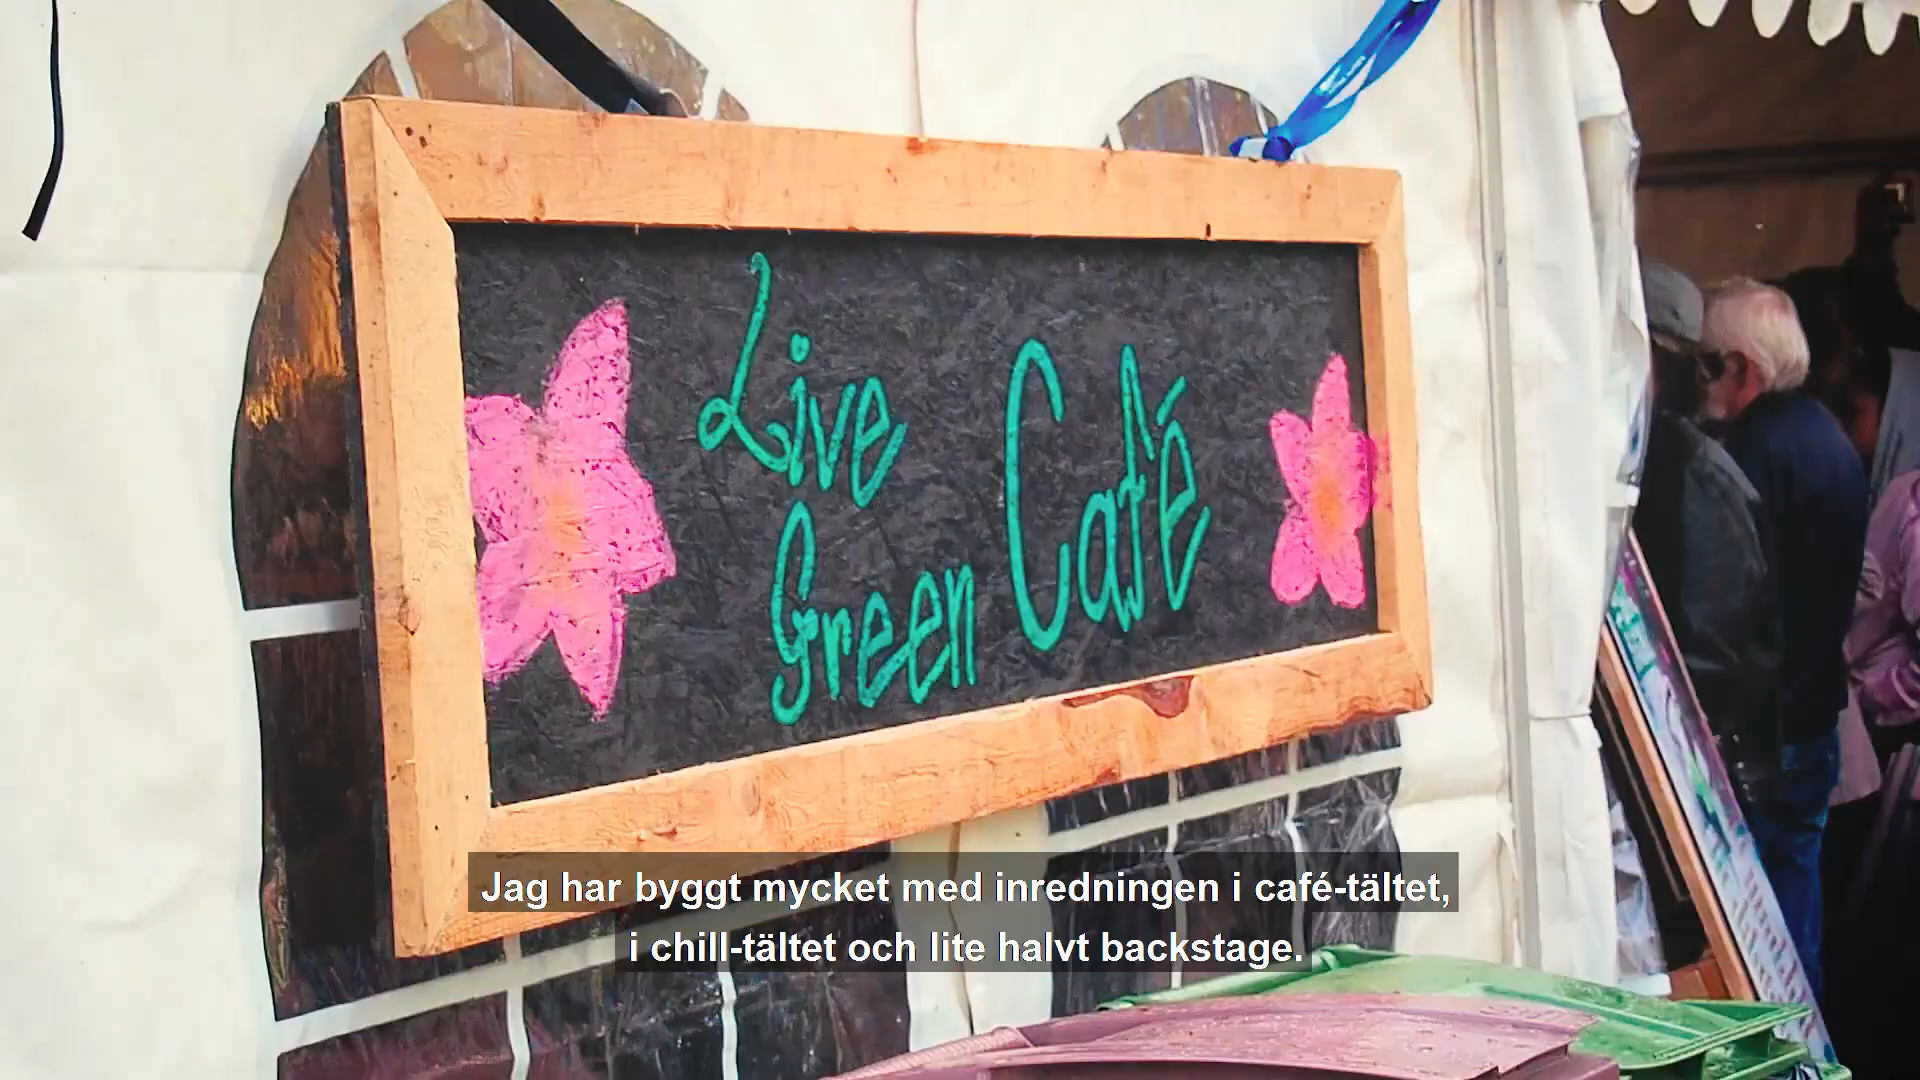 Live
Green Café
Jag har byggt mycket med inredningen i café-tältet,
i chill-tältet och lite halvt backstage.